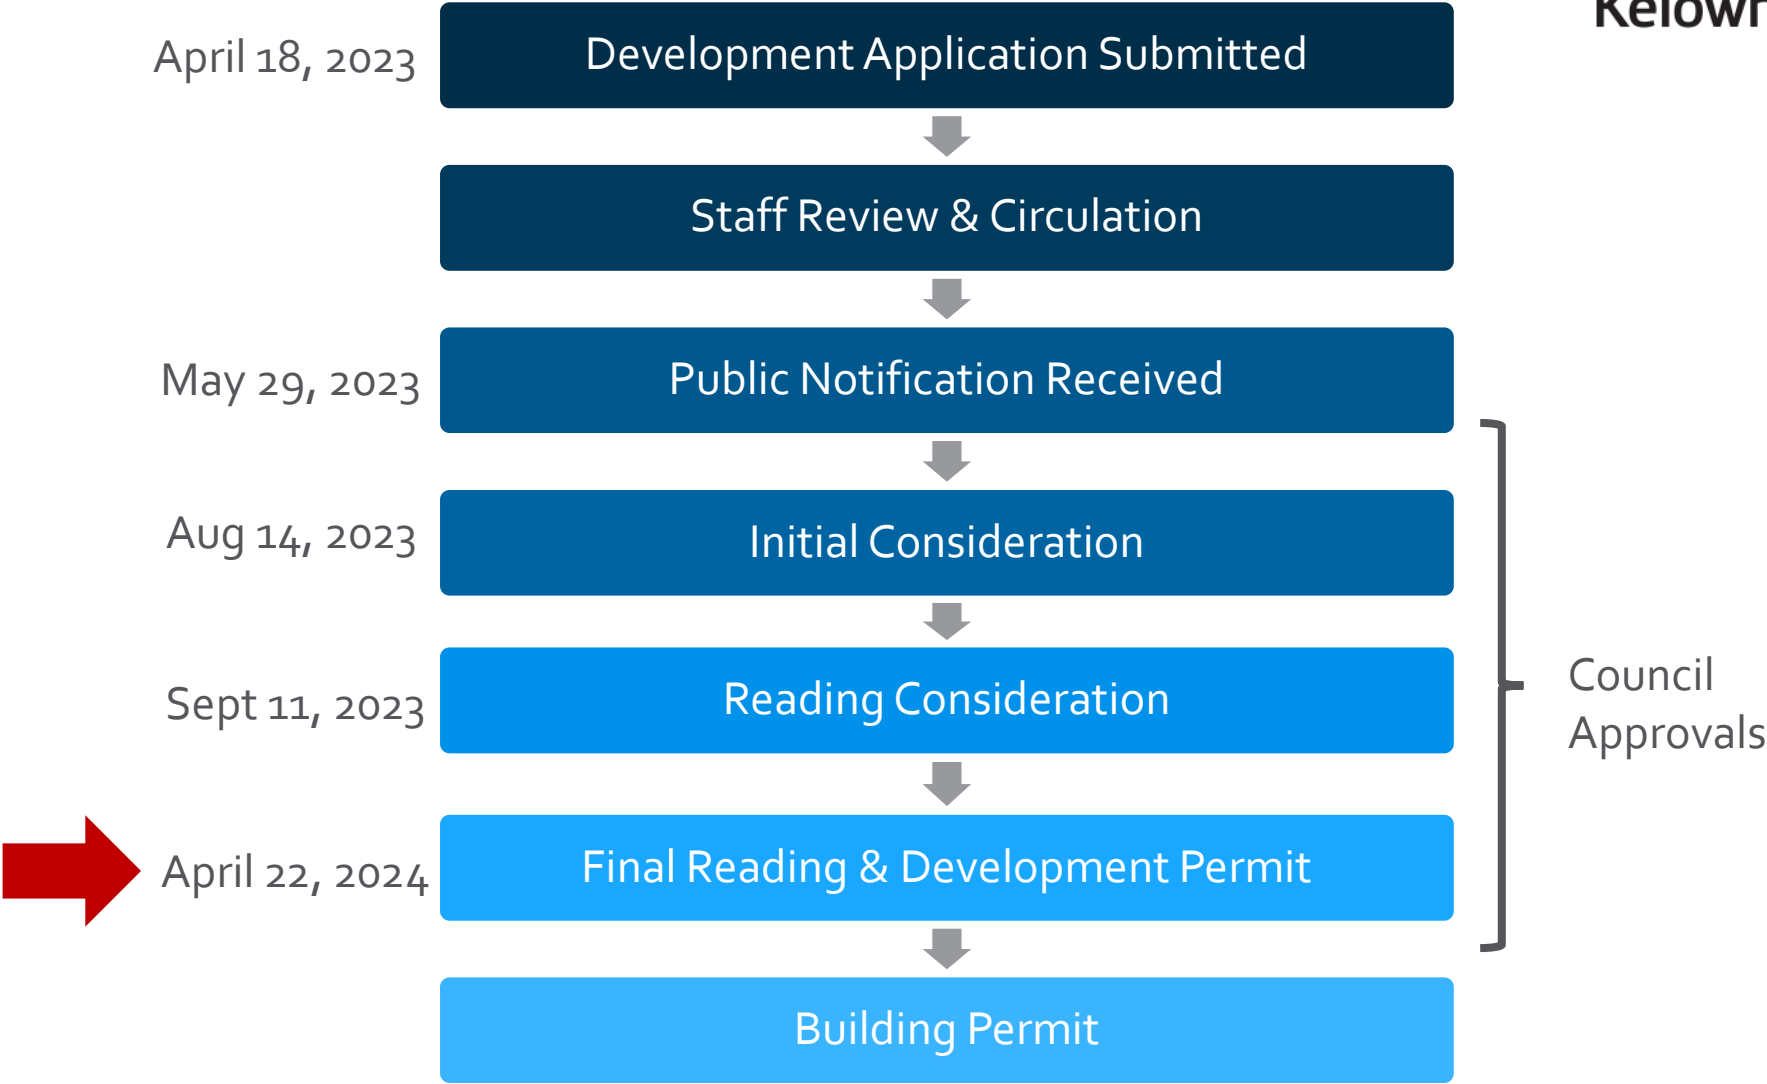 Kelown
April 18, 2023
Development Application Submitted
Staff Review & Circulation
May 29, 2023
Public Notification Received
Aug 14, 2023
Initial Consideration
Sept 11, 2023
Reading Consideration
Council
Approvals
April 22, 2024
Final Reading & Development Permit
Building Permit